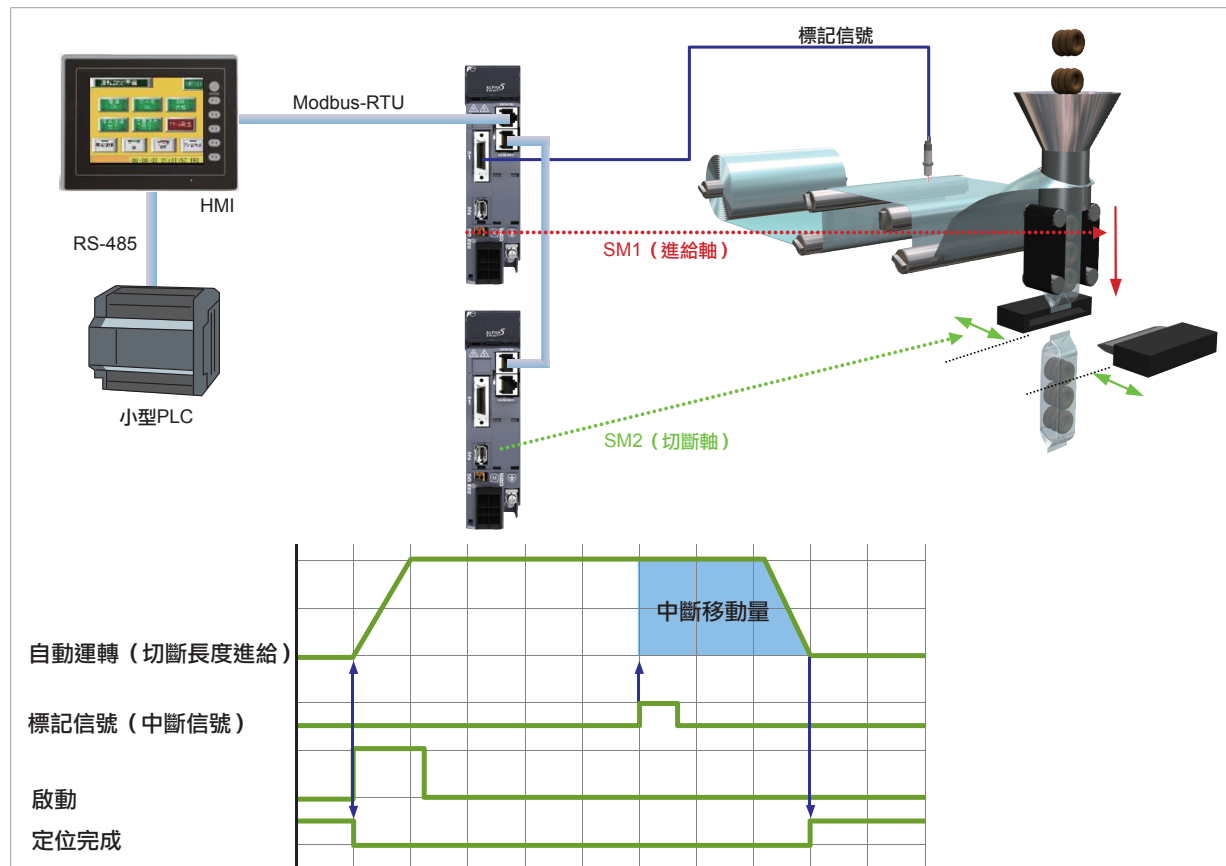 標記信號
Modbus-RTU
HMI
RS-485
小型PLC
ALPHA5
SM1（進給軸）
ALPHA5
SM2（切斷軸）
中斷移動量
自動運轉（切斷長度進給）
標記信號（中斷信號）
啟動
定位完成